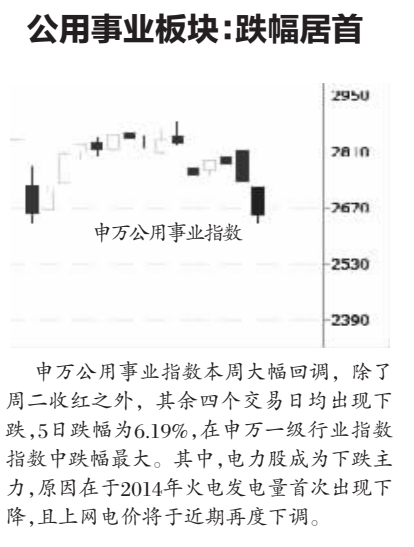 公用事业板块:跌幅居首
2950
2810
2670
申万公用事业指数
2530
2390
申万公用事业指数本周大幅回调，除了
周二收红之外，其余四个交易日均出现下
跌,5日跌幅为6.19%,在申万一级行业指数
指数中跌幅最大。其中,电力股成为下跌主
力,原因在于2014年火电发电量首次出现下
降,且上网电价将于近期再度下调。